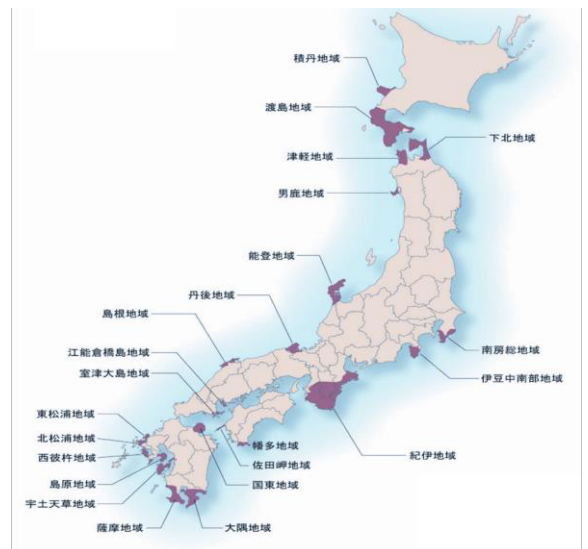 積丹地域
渡島地域
下北地域
津軽地域
男鹿地域
能登地域
丹後地域
島根地域
江能倉橋島地域
室津大島地域
南房総地域
伊豆中南部地域
東松浦地域
北松浦地域
幡多地域
西彼杵地域
佐田岬地域
紀伊地域
島原地域
国東地域
宇土天草地域
薩摩地域
大隅地域